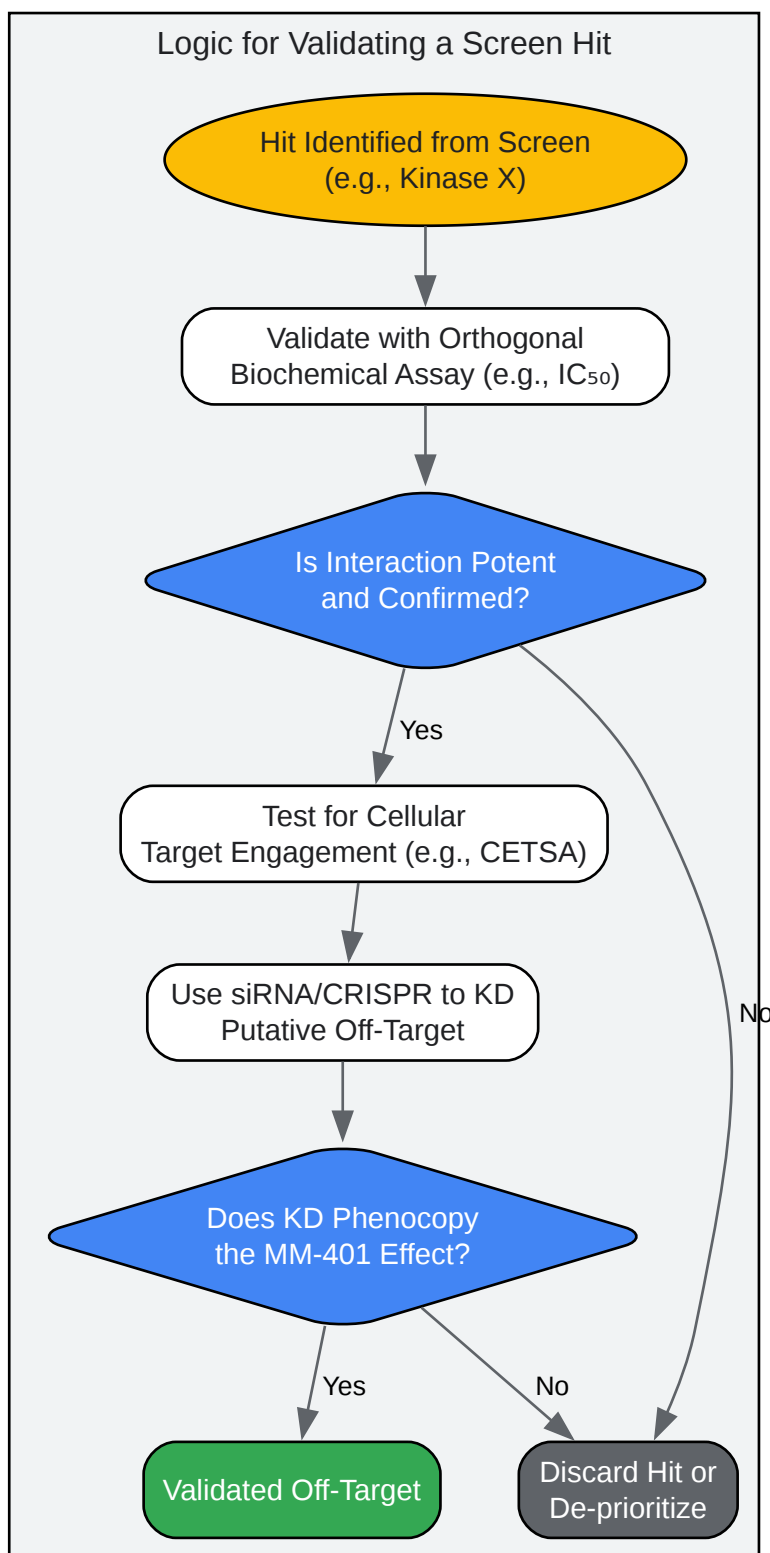 Logic for Validating a Screen Hit
Hit Identified from Screen
(e.g., Kinase X)
Validate with Orthogonal
Biochemical Assay (e.g., IC₅₀)
Is Interaction Potent
and Confirmed?
Yes
Test for Cellular
Target Engagement (e.g., CETSA)
Use siRNA/CRISPR to KD
Putative Off-Target
No
Does KD Phenocopy
the MM-401 Effect?
Yes
No
Validated Off-Target
Discard Hit or
De-prioritize